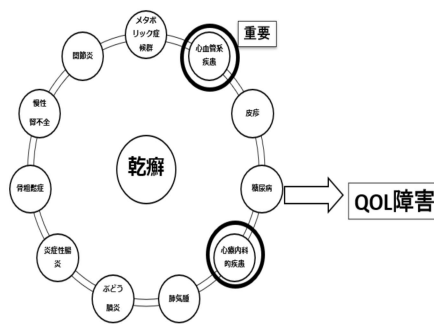 メタボ
リック症
候群
心血管系
疾患
重要
皮疹
糖尿病
QOL障害
心療内科
的疾患
肺気腫
ぶどう
膜炎
炎症性腸
炎
骨粗鬆症
慢性
腎不全
関節炎
乾癬